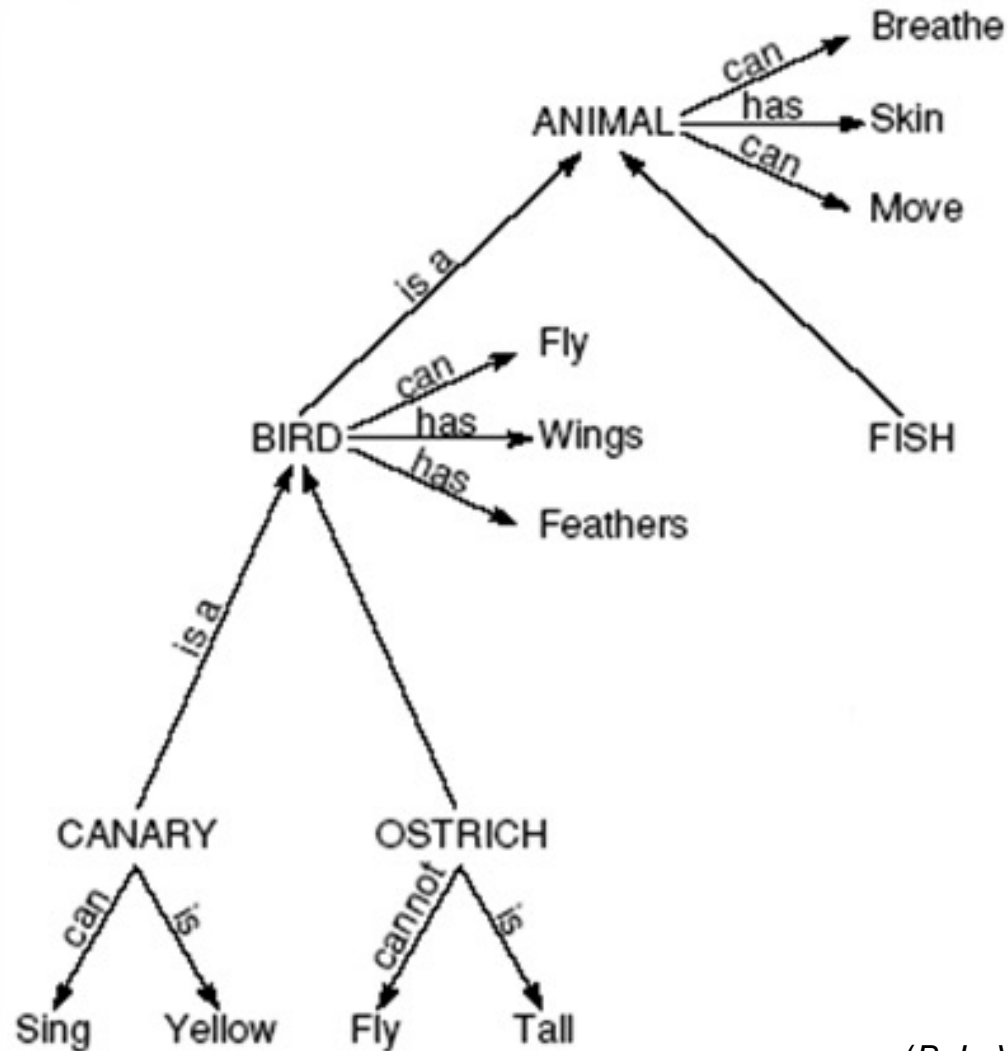 Breathe
can
ANIMAL
has
Skin
can
Move
is a
Fly
can
BIRD
has
Wings
FISH
has
Feathers
is a
CANARY
OSTRICH
can
is
cannot
is
Sing
Yellow
Fly
Tall